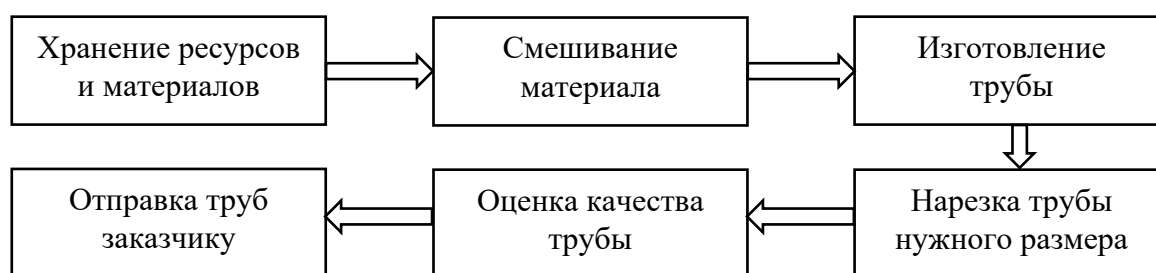 Хранение ресурсов
и материалов
Смешивание
материала
Изготовление
трубы
Нарезка трубы
нужного размера
Оценка качества
трубы
Отправка труб
заказчику